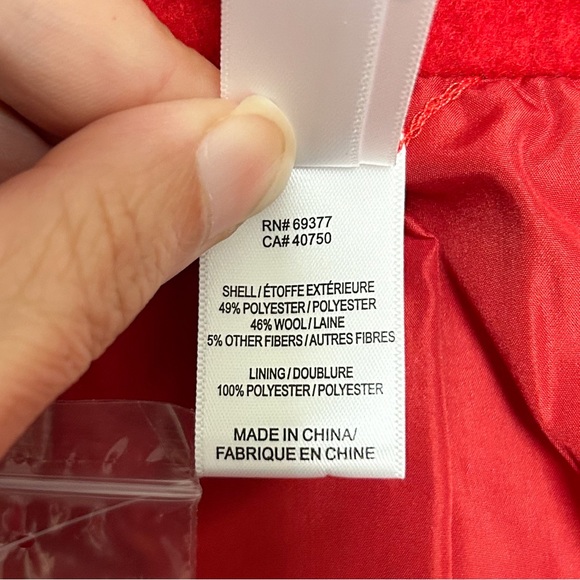 RN# 69377
CA# 40750
SHELL/ÉTOFFE EXTÉRIEURE
49% POLYESTER/POLYESTER
46% WOOL/LAINE
5% OTHER FIBERS/AUTRES FIBRES
LINING/DOUBLURE
100% POLYESTER/POLYESTER
MADE IN CHINA/
FABRIQUE EN CHINE